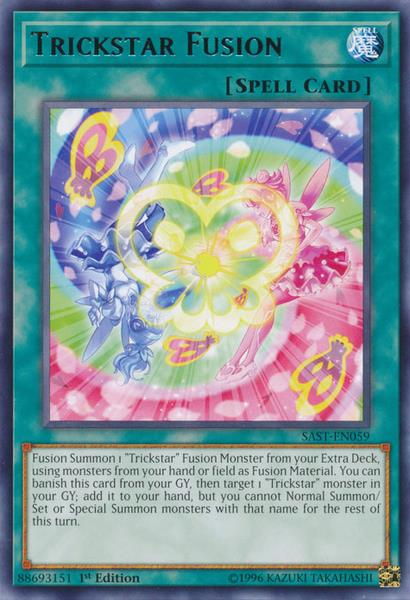 Trickstar Fusion
SPELL
魔
[Spell Card]
SAST-EN059
Fusion Summon 1 "Trickstar" Fusion Monster from your Extra Deck,
using monsters from your hand or field as Fusion Material. You can
banish this card from your GY, then target 1 "Trickstar" monster in
your GY; add it to your hand, but you cannot Normal Summon/
Set or Special Summon monsters with that name for the rest of
this turn.
88693151 1st Edition ©1996 KAZUKI TAKAHASHI